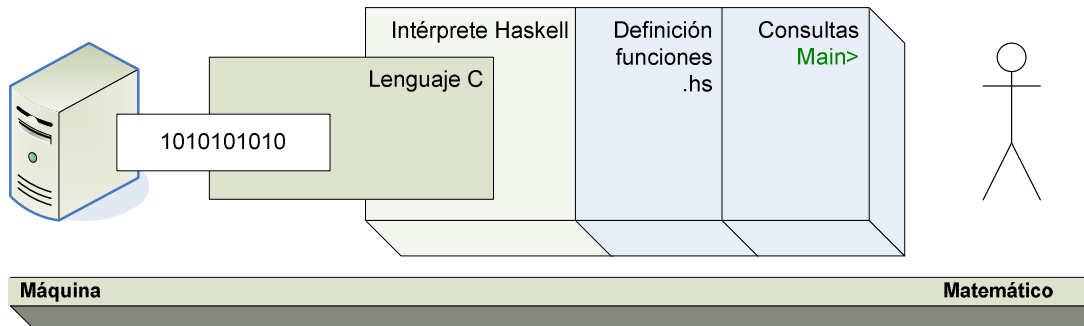 Intérprete Haskell
Definición
funciones
.hs
Consultas
Main>
Lenguaje C
1010101010
Máquina
Matemático